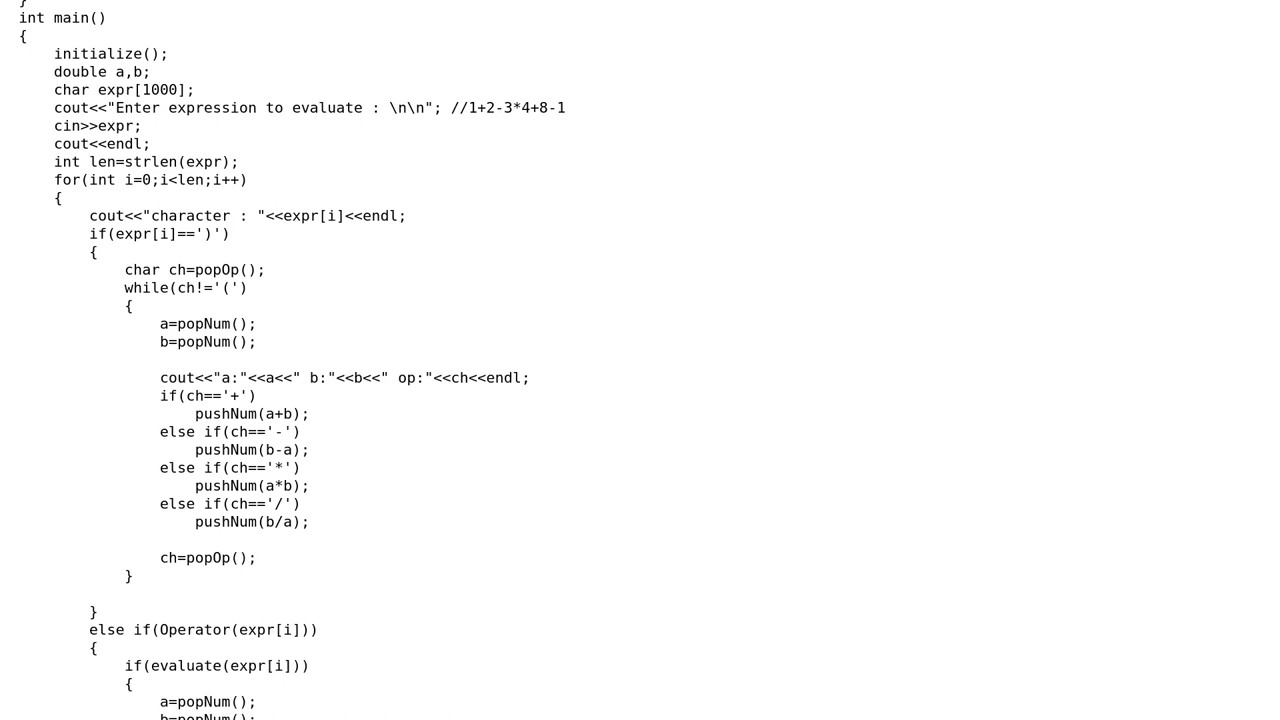 }
int main()
{
    initialize();
    double a,b;
    char expr[1000];
    cout<<"Enter expression to evaluate : \n\n"; //1+2-3*4+8-1
    cin>>expr;
    cout<<endl;
    int len=strlen(expr);
    for(int i=0;i<len;i++)
    {
        cout<<"character : "<<expr[i]<<endl;
        if(expr[i]==')')
        {
            char ch=popOp();
            while(ch!='(')
            {
                a=popNum();
                b=popNum();

                cout<<"a:"<<a<<" b:"<<b<<" op:"<<ch<<endl;
                if(ch=='+')
                    pushNum(a+b);
                else if(ch=='-')
                    pushNum(b-a);
                else if(ch=='*')
                    pushNum(a*b);
                else if(ch=='/')
                    pushNum(b/a);

                ch=popOp();
            }

        }
        else if(Operator(expr[i]))
        {
            if(evaluate(expr[i]))
            {
                a=popNum();
                b=popNum();